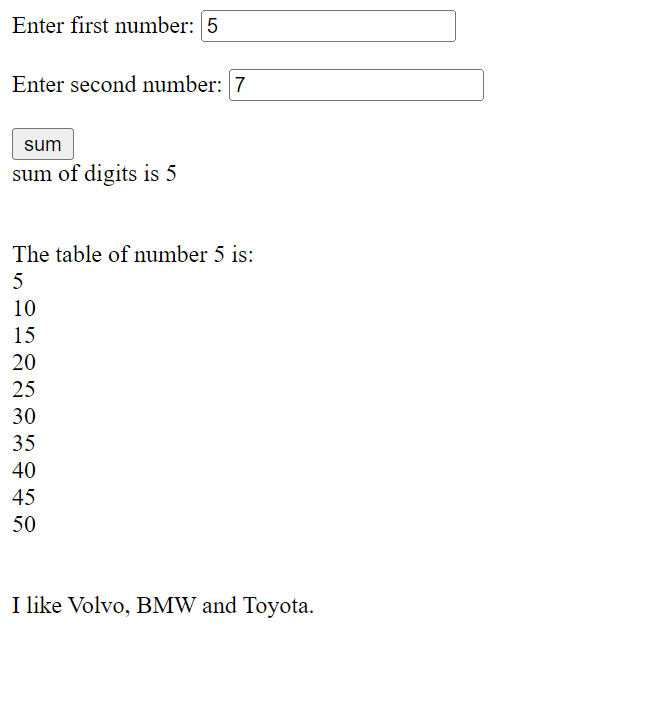 Enter first number: 5
Enter second number: 7
sum
sum of digits is 5
The table of number 5 is:
5
10
15
20
25
30
35
40
45
50
I like Volvo, BMW and Toyota.